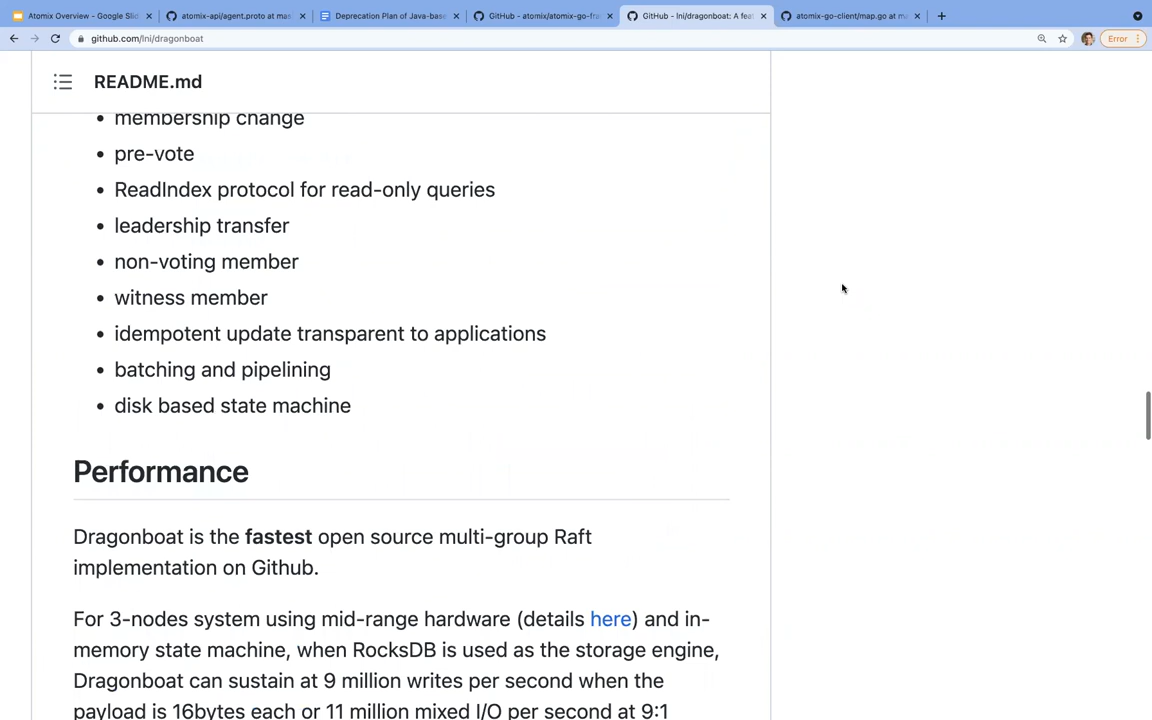 Atomix Overview - Google Slid
atomix-api/agent.proto at mas
Deprecation Plan of Java-base
GitHub - atomix/atomix-go-fra
GitHub - lni/dragonboat: A fea
atomix-go-client/map.go at ma
github.com/lni/dragonboat
Error
README.md
membership change
pre-vote
ReadIndex protocol for read-only queries
leadership transfer
non-voting member
witness member
idempotent update transparent to applications
batching and pipelining
disk based state machine
Performance
Dragonboat is the fastest open source multi-group Raft
implementation on Github.
For 3-nodes system using mid-range hardware (details here) and in-
memory state machine, when RocksDB is used as the storage engine,
Dragonboat can sustain at 9 million writes per second when the
payload is 16bytes each or 11 million mixed I/O per second at 9:1